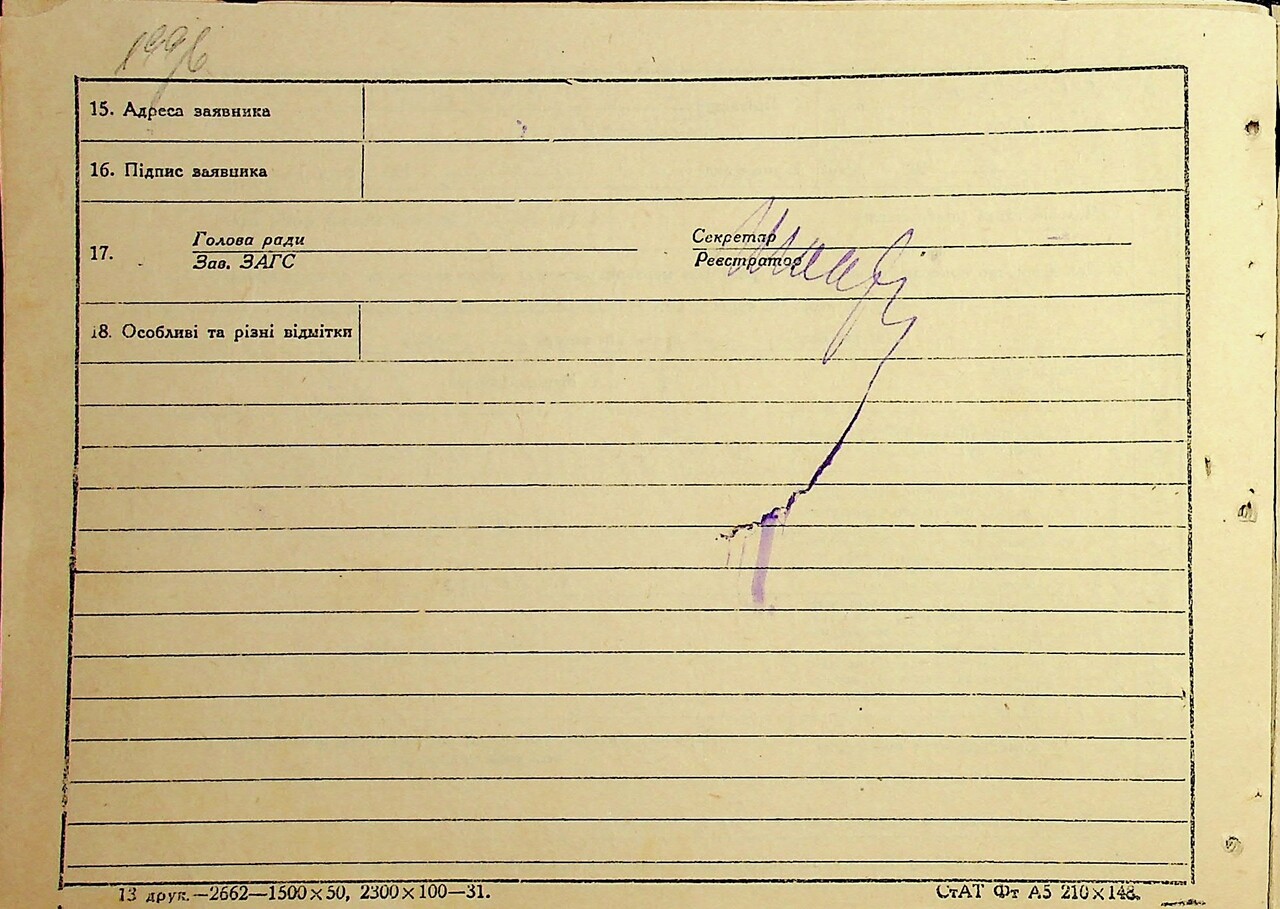 1996
15. Адреса заявника
16. Підпис заявника
17. Голова ради
Зав. ЗАГС
Секретар
Реєстратор
18. Особливі та різні відмітки
13 друк.—2662—1500×50, 2300×100—31.
СтАТ Фт А5 210×148.